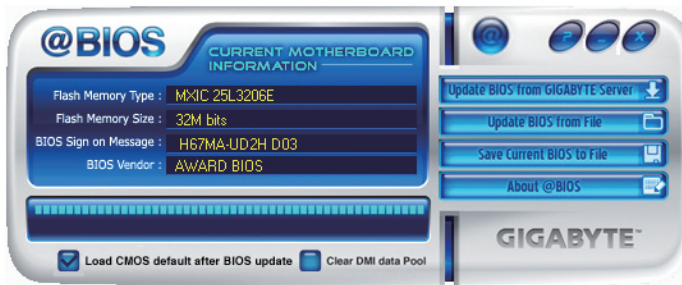 @BIOS
CURRENT MOTHERBOARD
INFORMATION
Flash Memory Type : MXIC 25L3206E
Flash Memory Size : 32M bits
BIOS Sign on Message : H67MA-UD2H D03
BIOS Vendor : AWARD BIOS
Load CMOS default after BIOS update
Clear DMI data Pool
@ ? - X
Update BIOS from GIGABYTE Server
Update BIOS from File
Save Current BIOS to File
About @BIOS
GIGABYTE™